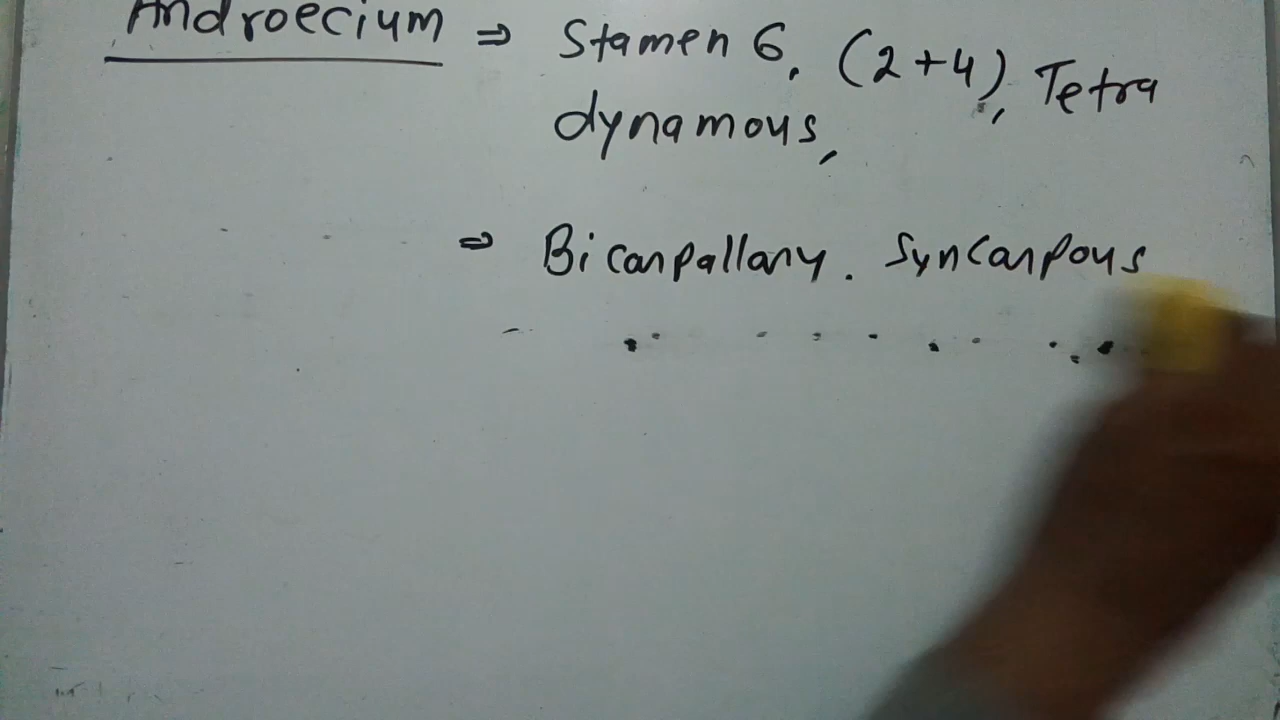 Androecium ⇒ Stamen 6, (2+4), Tetra
dynamous,
⇒ Bicarpallary. Syncarpous